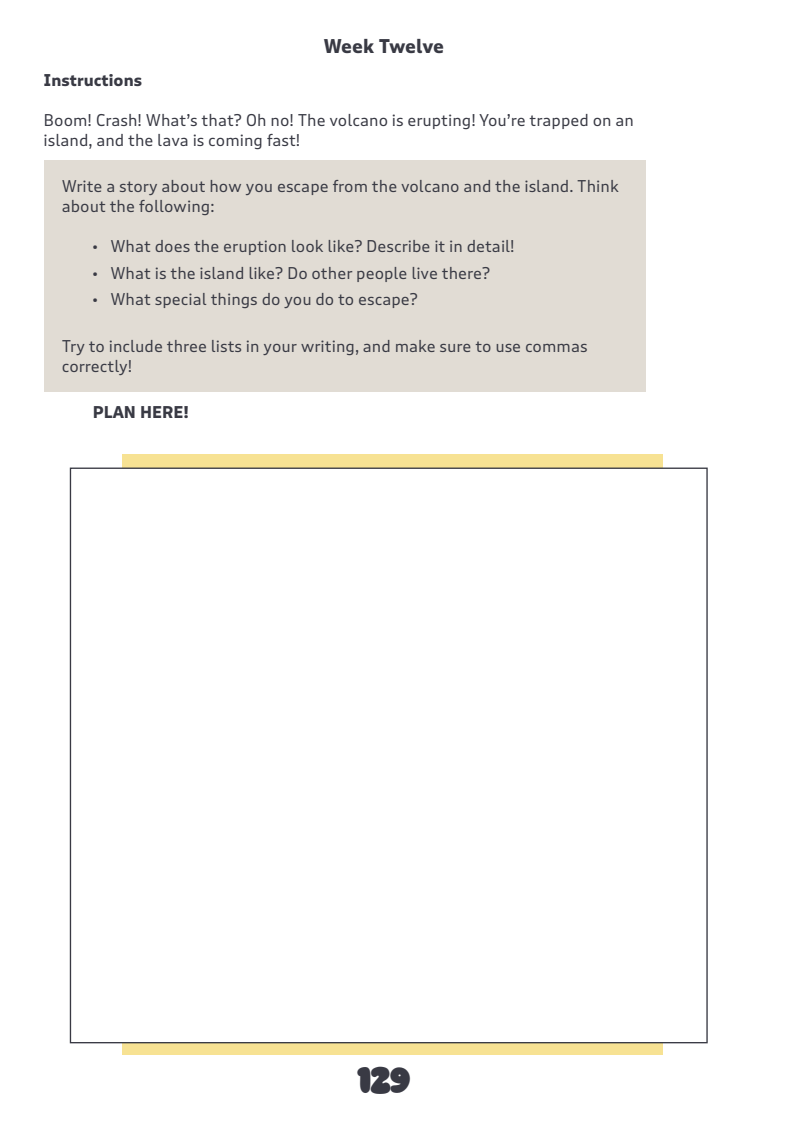 Week Twelve
Instructions
Boom! Crash! What’s that? Oh no! The volcano is erupting! You’re trapped on an
island, and the lava is coming fast!
Write a story about how you escape from the volcano and the island. Think
about the following:
• What does the eruption look like? Describe it in detail!
• What is the island like? Do other people live there?
• What special things do you do to escape?
Try to include three lists in your writing, and make sure to use commas
correctly!
PLAN HERE!
129